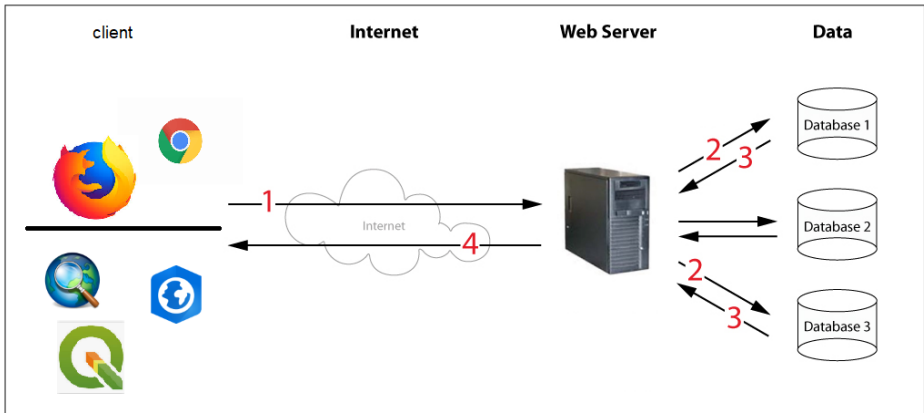 client
Internet
Web Server
Data
Database 1
2
3
1
Internet
4
Database 2
2
3
Database 3